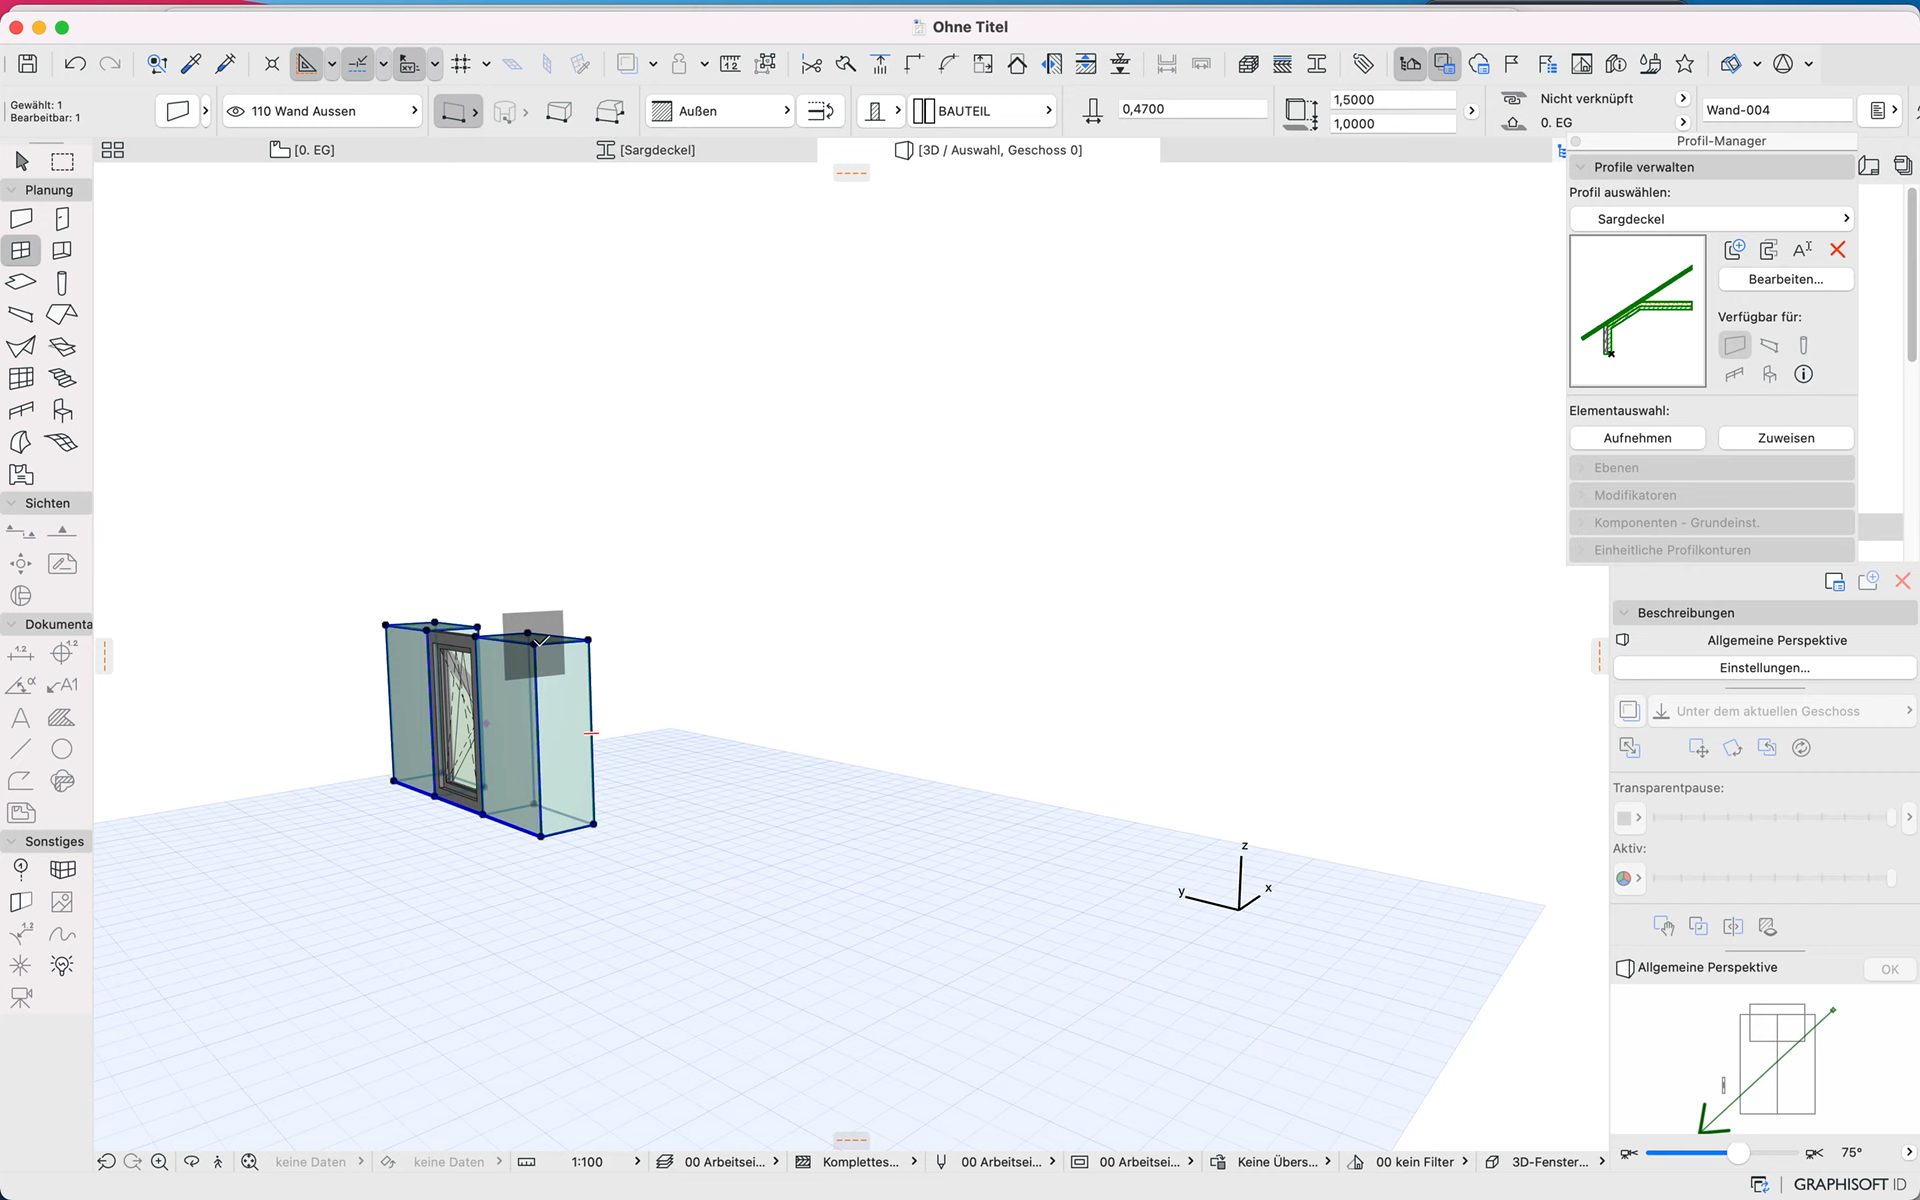 Ohne Titel
Gewählt: 1
Bearbeitbar: 1
110 Wand Aussen
Außen
BAUTEIL
0,4700
1,5000
1,0000
Nicht verknüpft
0. EG
Wand-004
[0. EG]
[Sargdeckel]
[3D / Auswahl, Geschoss 0]
Profil-Manager
Profile verwalten
Profil auswählen:
Sargdeckel
Bearbeiten...
Verfügbar für:
Elementauswahl:
Aufnehmen
Zuweisen
Ebenen
Modifikatoren
Komponenten - Grundeinst.
Einheitliche Profilkonturen
Planung
Sichten
Dokumenta
Sonstiges
Beschreibungen
Allgemeine Perspektive
Einstellungen...
Unter dem aktuellen Geschoss
Transparentpause:
Aktiv:
Allgemeine Perspektive
OK
z
y
x
keine Daten
keine Daten
1:100
00 Arbeitsei...
Komplettes...
00 Arbeitsei...
00 Arbeitsei...
Keine Übers...
00 kein Filter
3D-Fenster...
75°
GRAPHISOFT ID